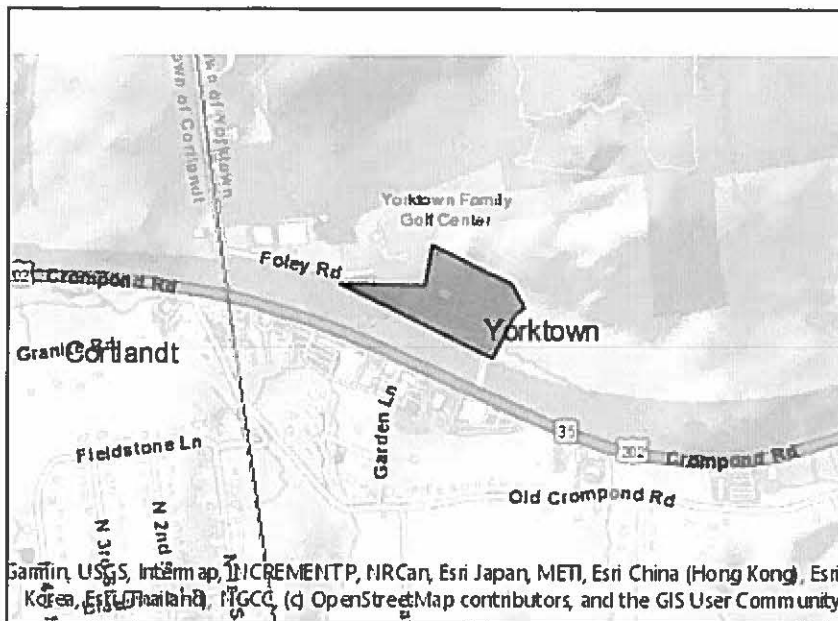 Town of Yorktown
Town of Cortlandt
Yorktown Family
Golf Center
Foley Rd
Crompond Rd
Yorktown
Cortlandt
Garden Ln
35
202
Crompond Rd
Fieldstone Ln
Old Crompond Rd
N 3rd
N 2nd
Garmin, USGS, Intermap, INCREMENT P, NRCan, Esri Japan, METI, Esri China (Hong Kong), Esri
Korea, Esri (Thailand), NGCC, (c) OpenStreetMap contributors, and the GIS User Community